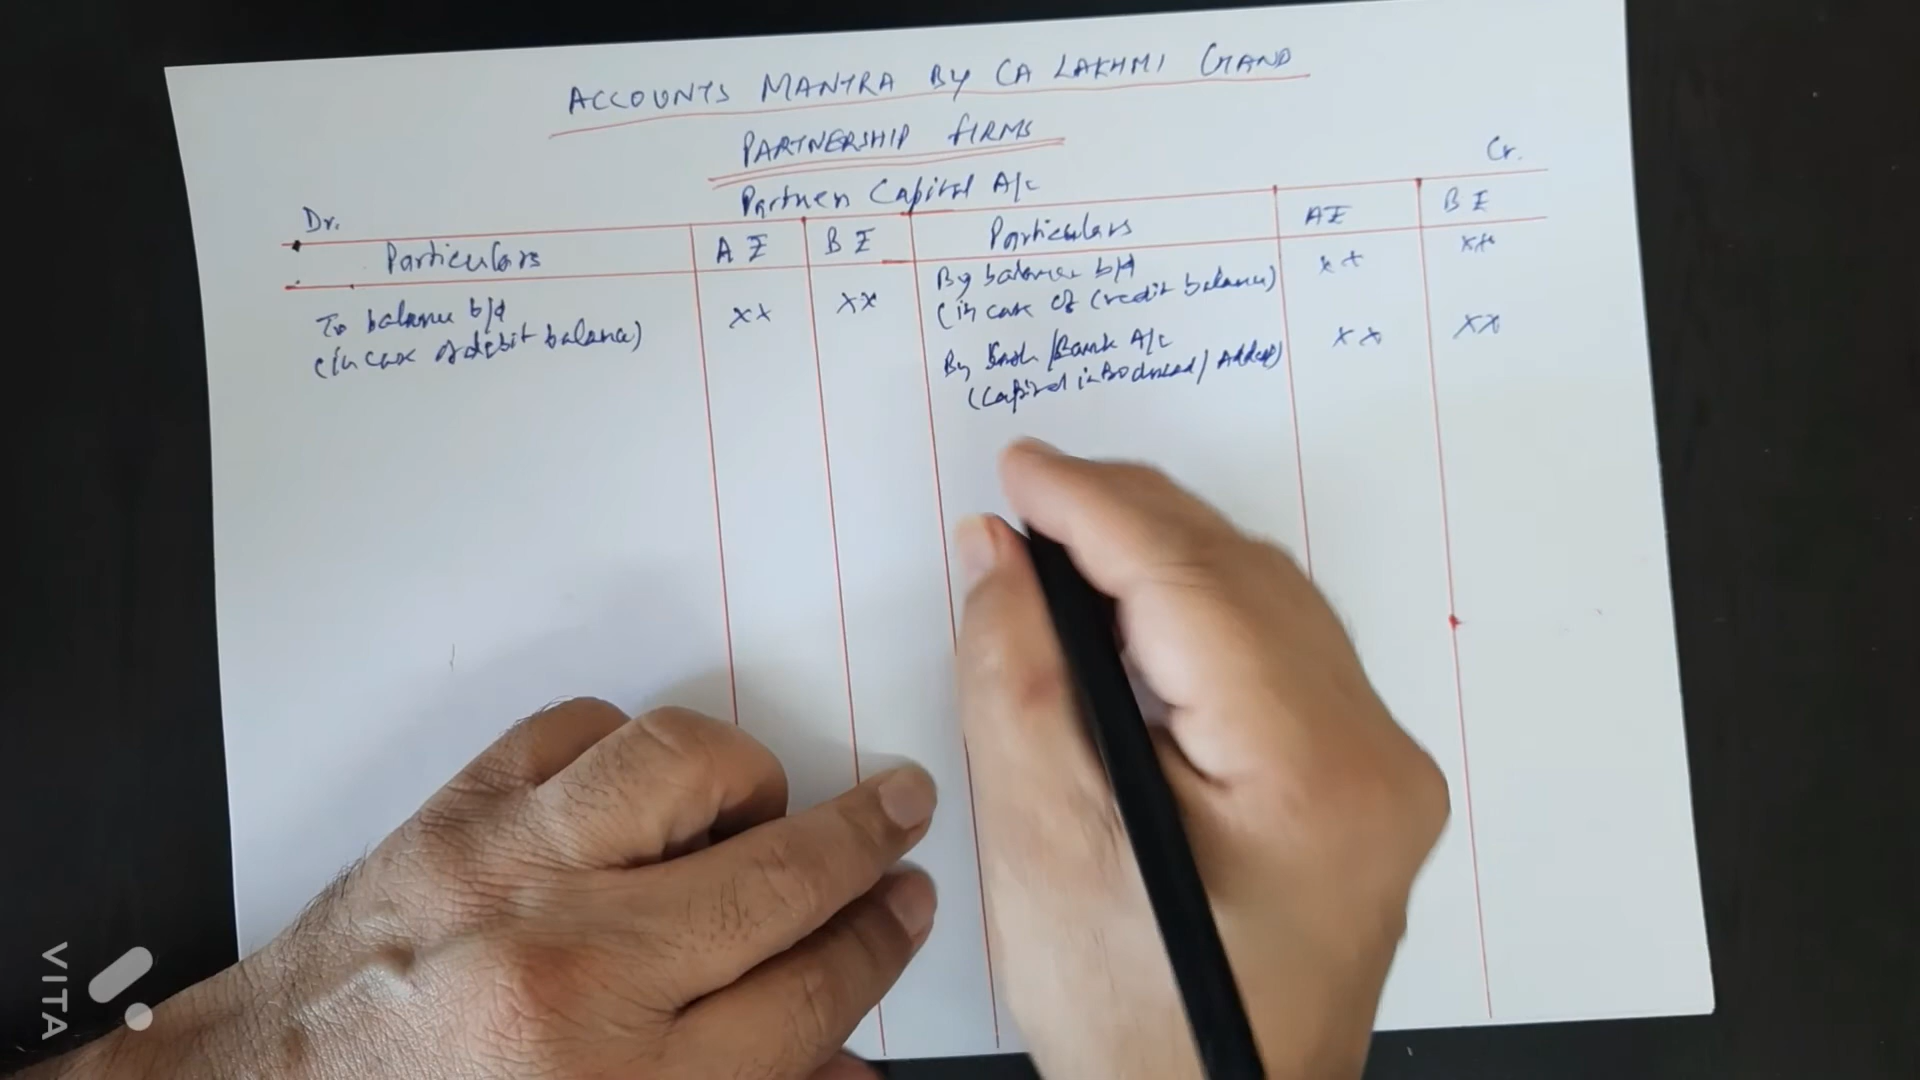 ACCOUNTS MANTRA BY CA LAKHMI CHAND
PARTNERSHIP FIRMS
Partners Capital A/c
Dr.
Cr.
Particulars A ₹ B ₹ Particulars A ₹ B ₹
To balance b/d xx xx
(in case of debit balance)
By balance b/d xx xx
(in case of credit balance)
By Cash/Bank A/c xx xx
(Capital introduced/Added)
VITA